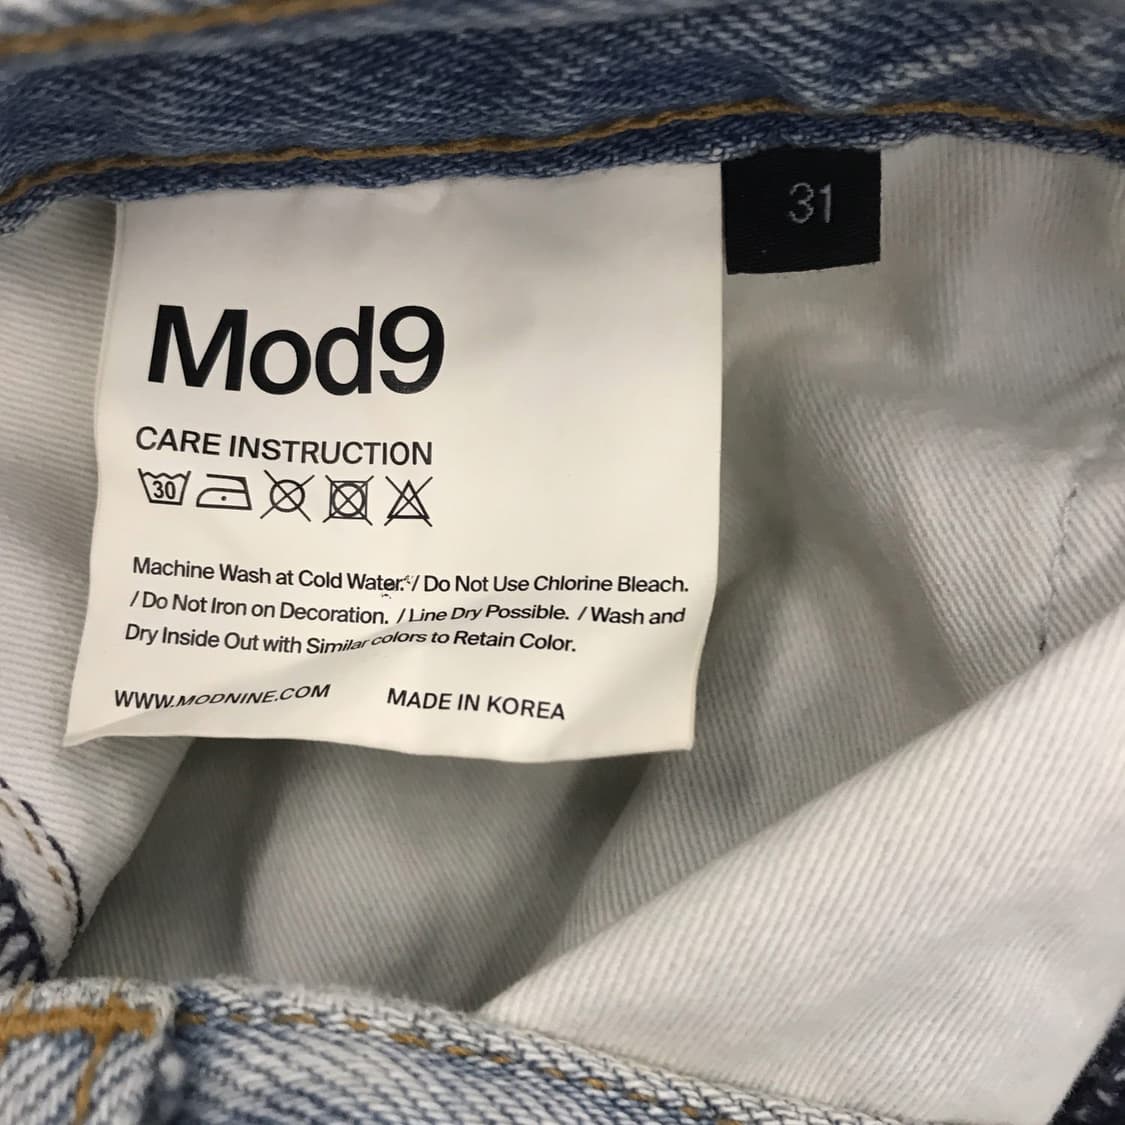 31
Mod9
CARE INSTRUCTION
30
Machine Wash at Cold Water. / Do Not Use Chlorine Bleach.
/ Do Not Iron on Decoration. / Line Dry Possible. / Wash and
Dry Inside Out with Similar colors to Retain Color.
WWW.MODNINE.COM MADE IN KOREA